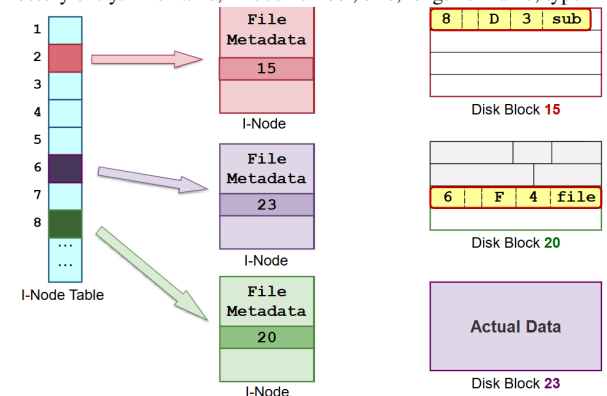 1
2
3
4
5
6
7
8
...
...
I-Node Table
File
Metadata
15
I-Node
File
Metadata
23
I-Node
File
Metadata
20
I-Node
8 D 3 sub
Disk Block 15
6 F 4 file
Disk Block 20
Actual Data
Disk Block 23